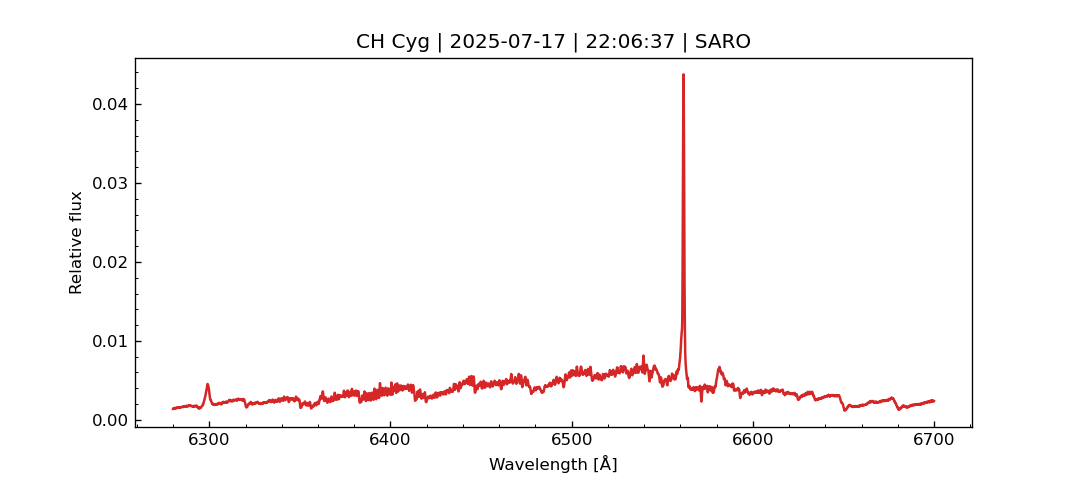 CH Cyg | 2025-07-17 | 22:06:37 | SARO
0.04
0.03
0.02
0.01
0.00
Relative flux
6300 6400 6500 6600 6700
Wavelength [Å]